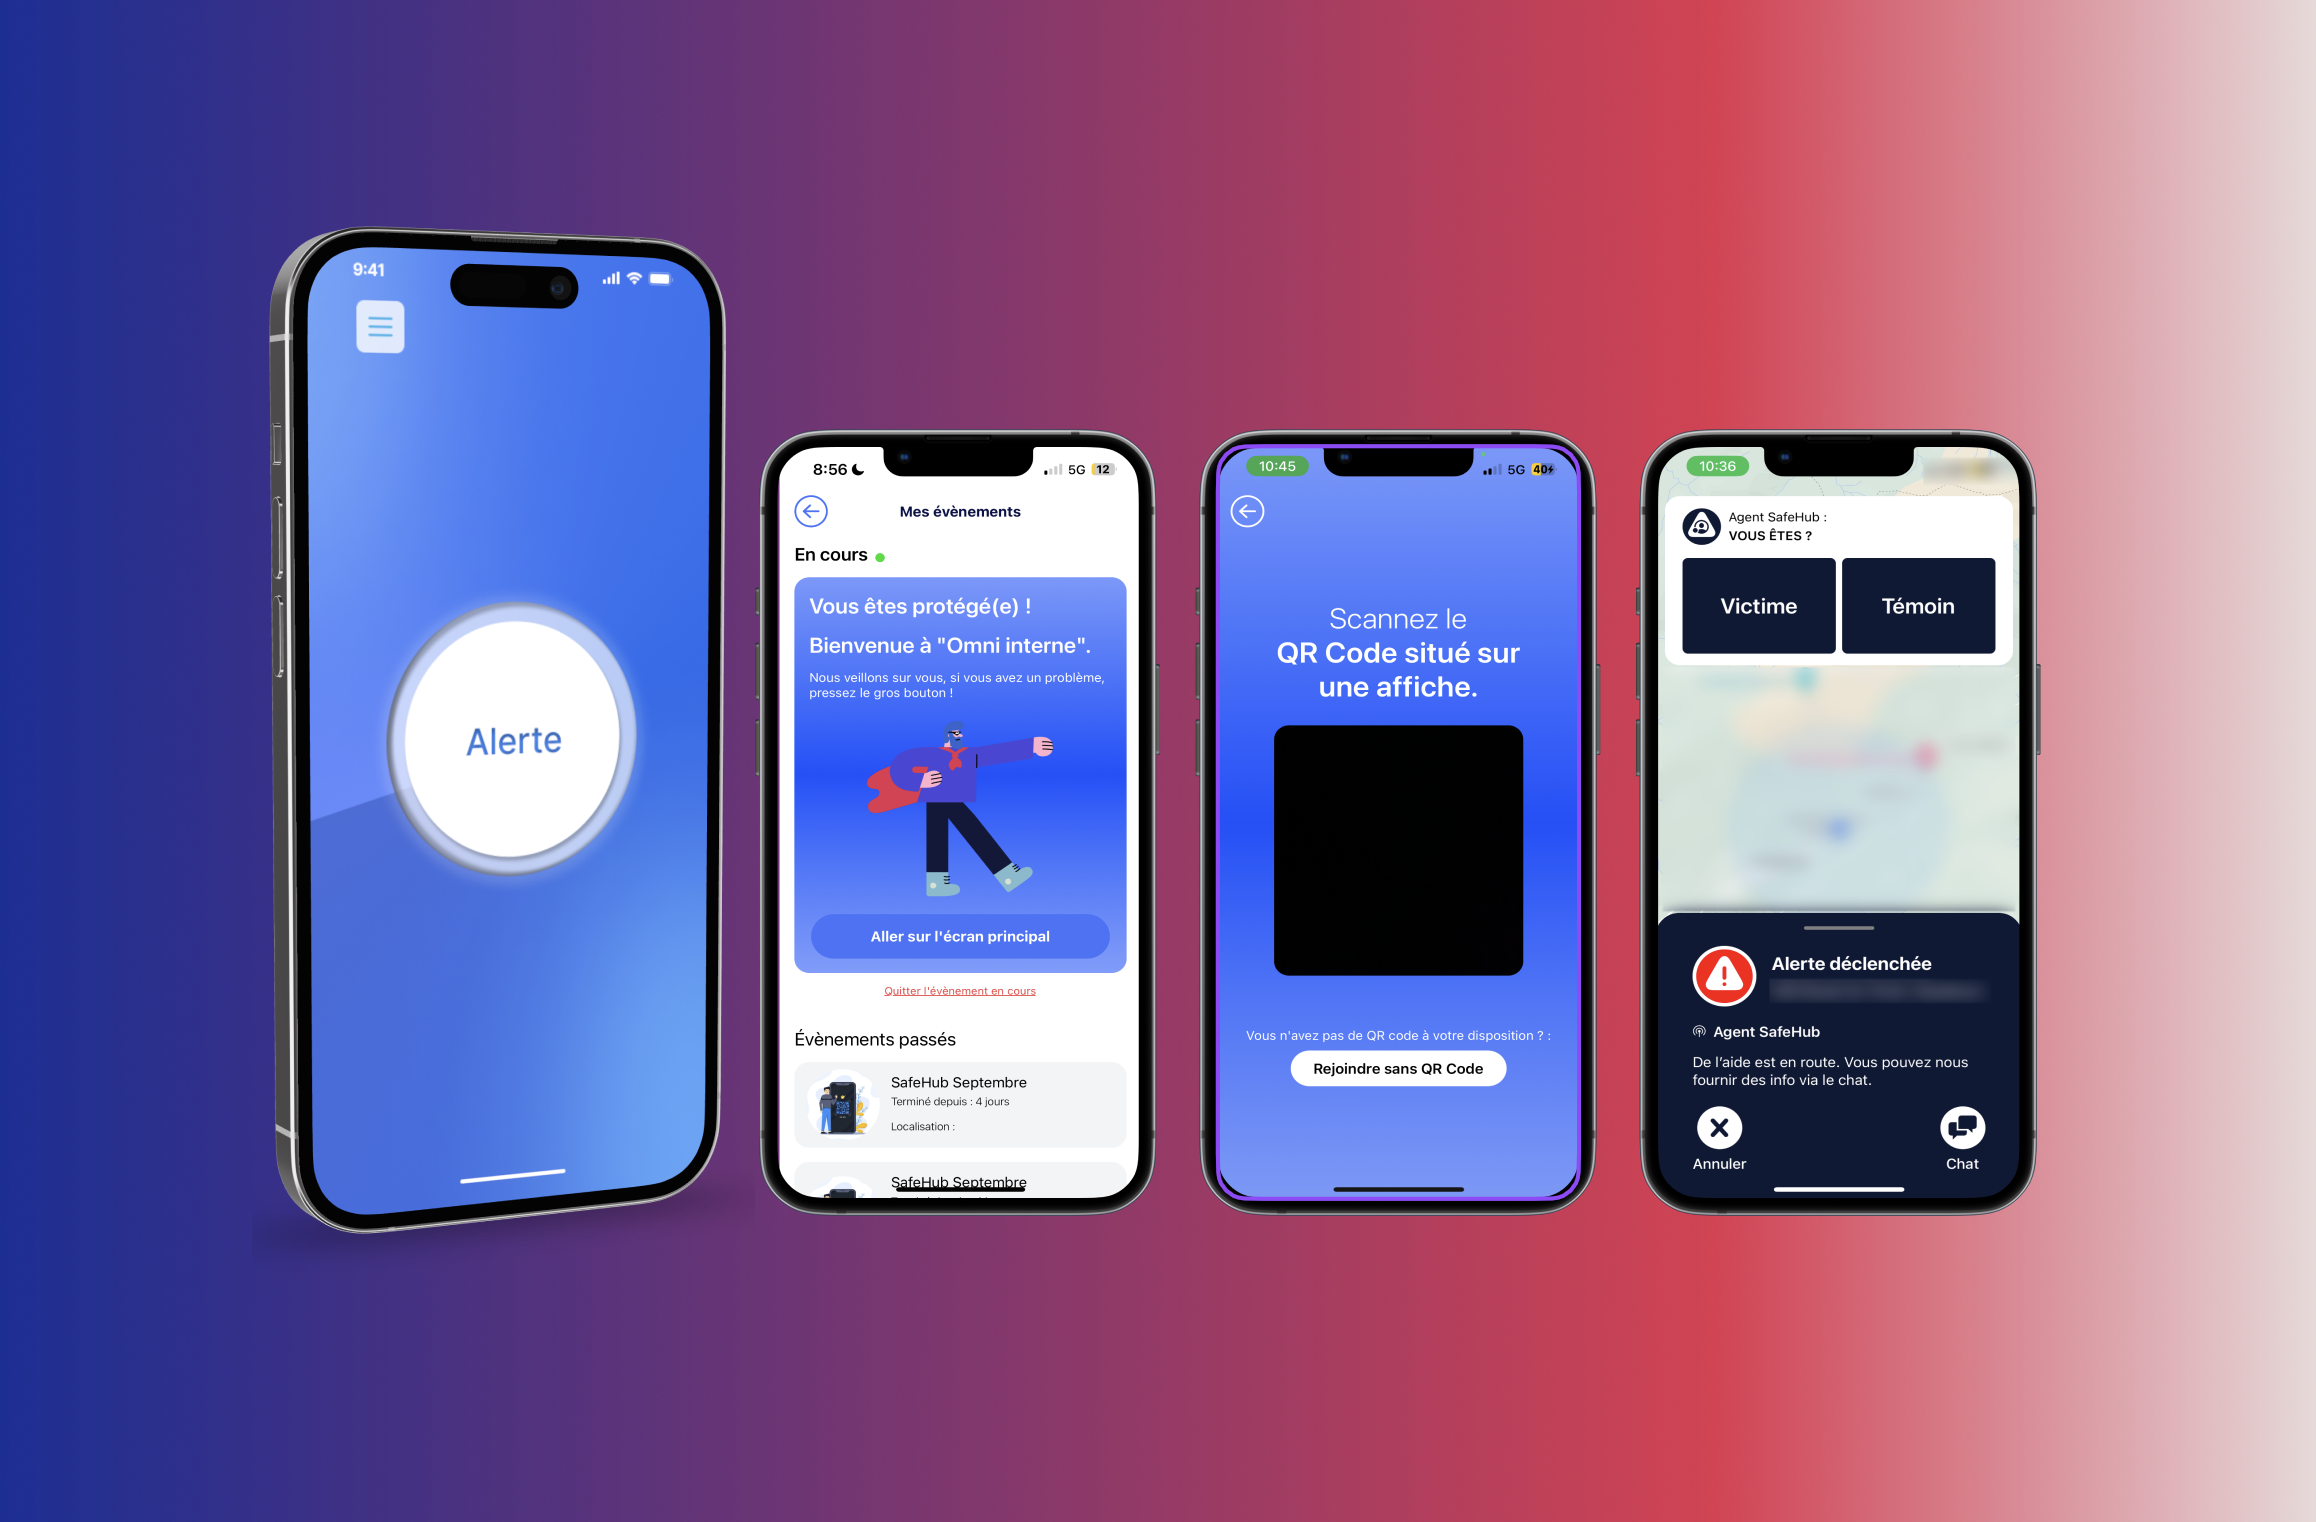 9:41
Alerte
8:56
5G 12
Mes évènements
En cours
Vous êtes protégé(e) !
Bienvenue à "Omni interne".
Nous veillons sur vous, si vous avez un problème,
pressez le gros bouton !
Aller sur l'écran principal
Quitter l'évènement en cours
Évènements passés
SafeHub Septembre
Terminé depuis : 4 jours
Localisation :
SafeHub Septembre
10:45
5G 40
Scannez le
QR Code situé sur
une affiche.
Vous n'avez pas de QR code à votre disposition ? :
Rejoindre sans QR Code
10:36
Agent SafeHub :
VOUS ÊTES ?
Victime
Témoin
Alerte déclenchée
Agent SafeHub
De l’aide est en route. Vous pouvez nous
fournir des info via le chat.
Annuler
Chat